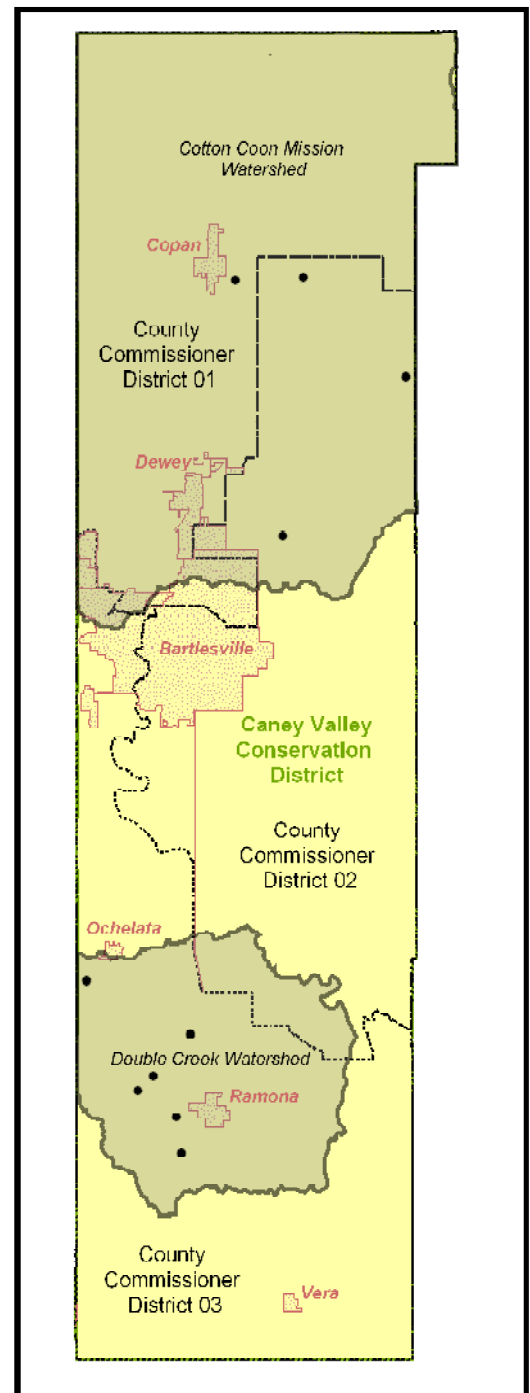 Cotton Coon Mission
Watershed
Copan
County
Commissioner
District 01
Dewey
Bartlesville
Caney Valley
Conservation
District
County
Commissioner
District 02
Ochelata
Double Creek Watershed
Ramona
County
Commissioner
District 03
Vera